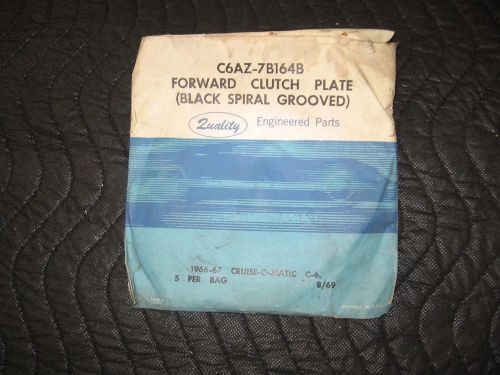 C6AZ-7B164B
FORWARD CLUTCH PLATE
(BLACK SPIRAL GROOVED)
Quality Engineered Parts
1966-67 CRUISE-O-MATIC C-6.
5 PER BAG 8/69